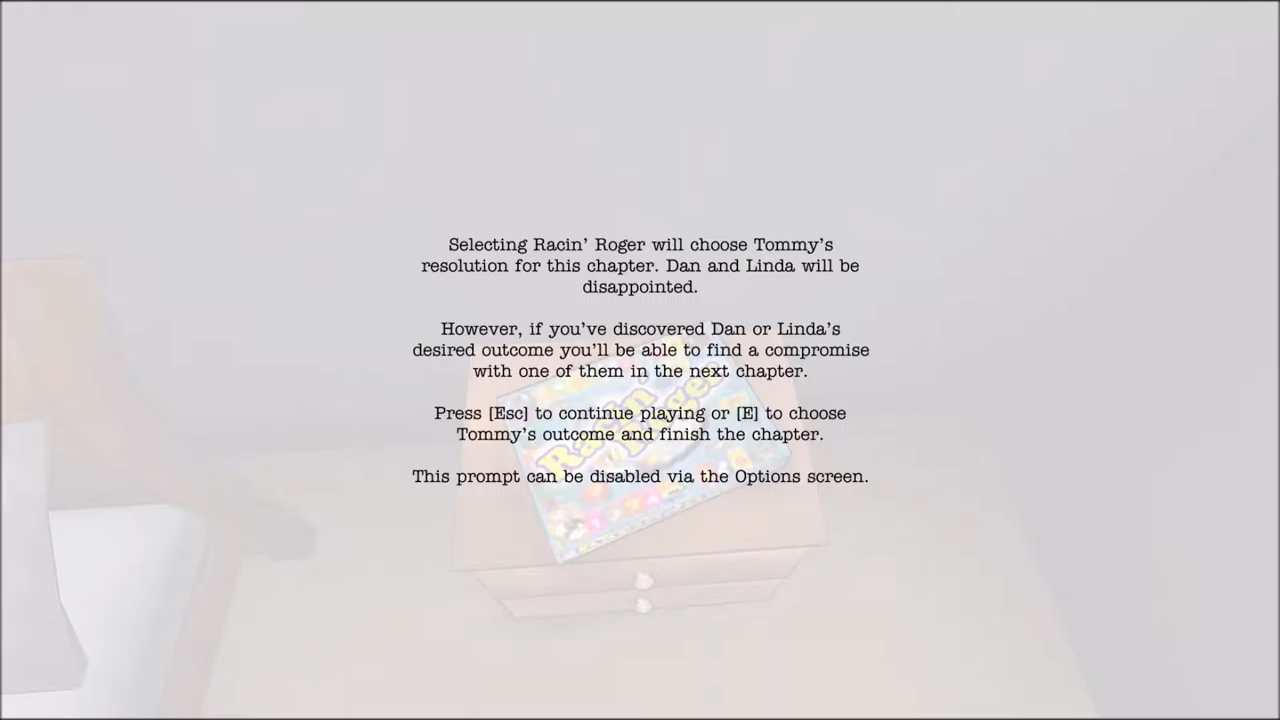 Selecting Racin’ Roger will choose Tommy’s
resolution for this chapter. Dan and Linda will be
disappointed.
However, if you’ve discovered Dan or Linda’s
desired outcome you’ll be able to find a compromise
with one of them in the next chapter.
Press [Esc] to continue playing or [E] to choose
Tommy’s outcome and finish the chapter.
This prompt can be disabled via the Options screen.
Racin
Roger